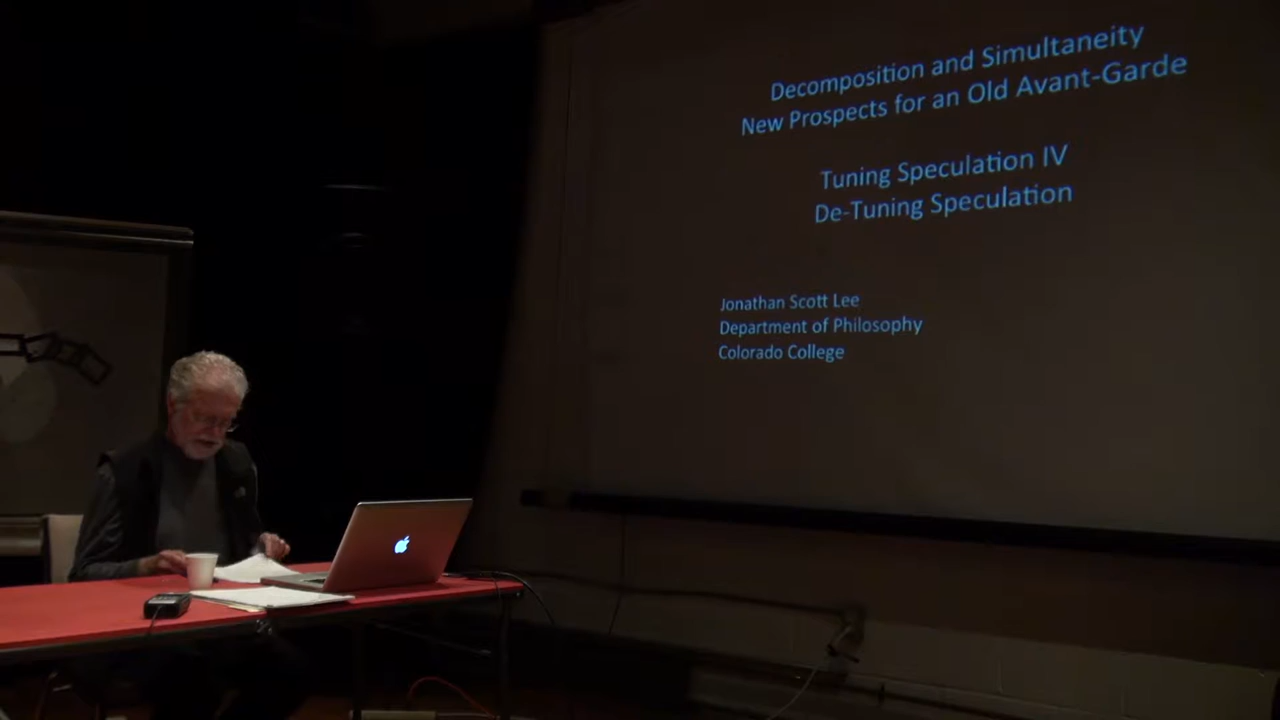 Decomposition and Simultaneity
New Prospects for an Old Avant-Garde
Tuning Speculation IV
De-Tuning Speculation
Jonathan Scott Lee
Department of Philosophy
Colorado College